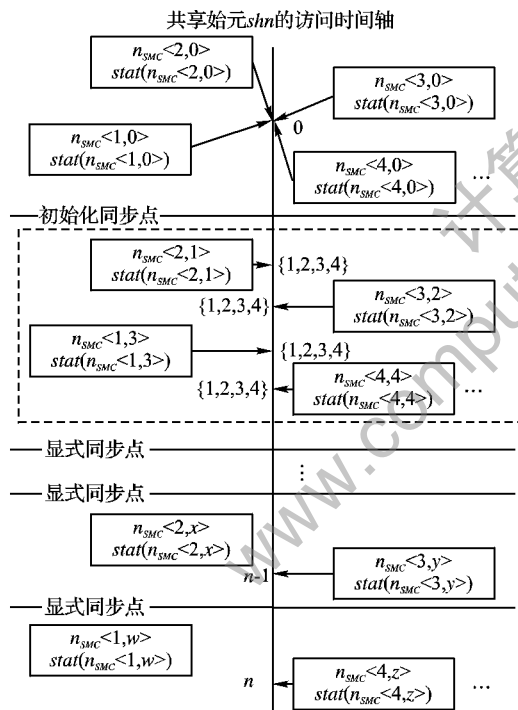 共享始元shn的访问时间轴
n_SMC<2,0>
stat(n_SMC<2,0>)
n_SMC<3,0>
stat(n_SMC<3,0>)
0
n_SMC<1,0>
stat(n_SMC<1,0>)
n_SMC<4,0>
stat(n_SMC<4,0>)
...
初始化同步点
n_SMC<2,1>
stat(n_SMC<2,1>)
{1,2,3,4}
{1,2,3,4}
n_SMC<3,2>
stat(n_SMC<3,2>)
n_SMC<1,3>
stat(n_SMC<1,3>)
{1,2,3,4}
{1,2,3,4}
n_SMC<4,4>
stat(n_SMC<4,4>)
...
显式同步点
⋮
显式同步点
n_SMC<2,x>
stat(n_SMC<2,x>)
n-1
n_SMC<3,y>
stat(n_SMC<3,y>)
显式同步点
n_SMC<1,w>
stat(n_SMC<1,w>)
n
n_SMC<4,z>
stat(n_SMC<4,z>)
...
计算
www.comput